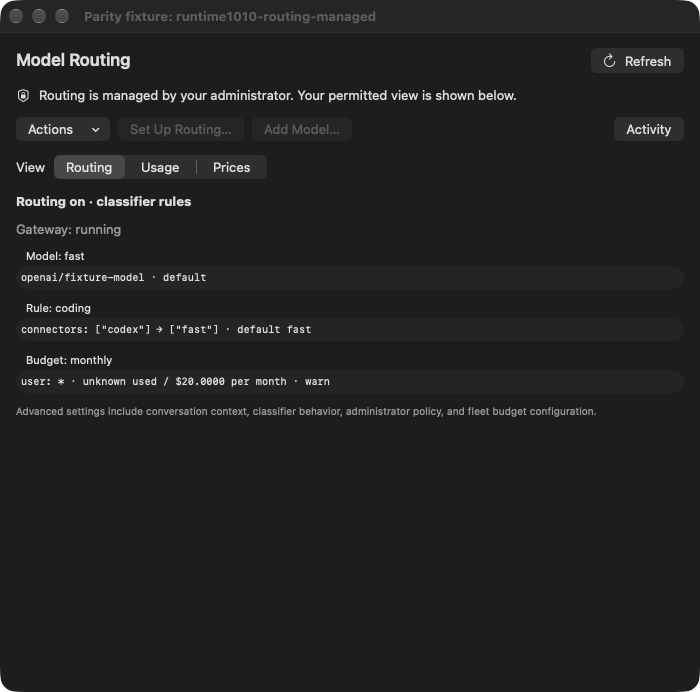 Parity fixture: runtime1010-routing-managed
Model Routing
Refresh
Routing is managed by your administrator. Your permitted view is shown below.
Actions
Set Up Routing...
Add Model...
Activity
View
Routing
Usage
Prices
Routing on · classifier rules
Gateway: running
Model: fast
openai/fixture-model · default
Rule: coding
connectors: ["codex"] → ["fast"] · default fast
Budget: monthly
user: * · unknown used / $20.0000 per month · warn
Advanced settings include conversation context, classifier behavior, administrator policy, and fleet budget configuration.